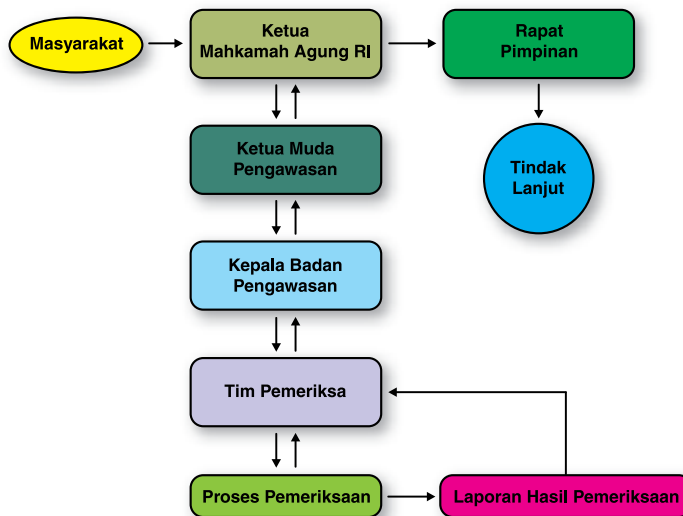 Masyarakat
Ketua
Mahkamah Agung RI
Rapat
Pimpinan
Ketua Muda
Pengawasan
Tindak
Lanjut
Kepala Badan
Pengawasan
Tim Pemeriksa
Proses Pemeriksaan
Laporan Hasil Pemeriksaan